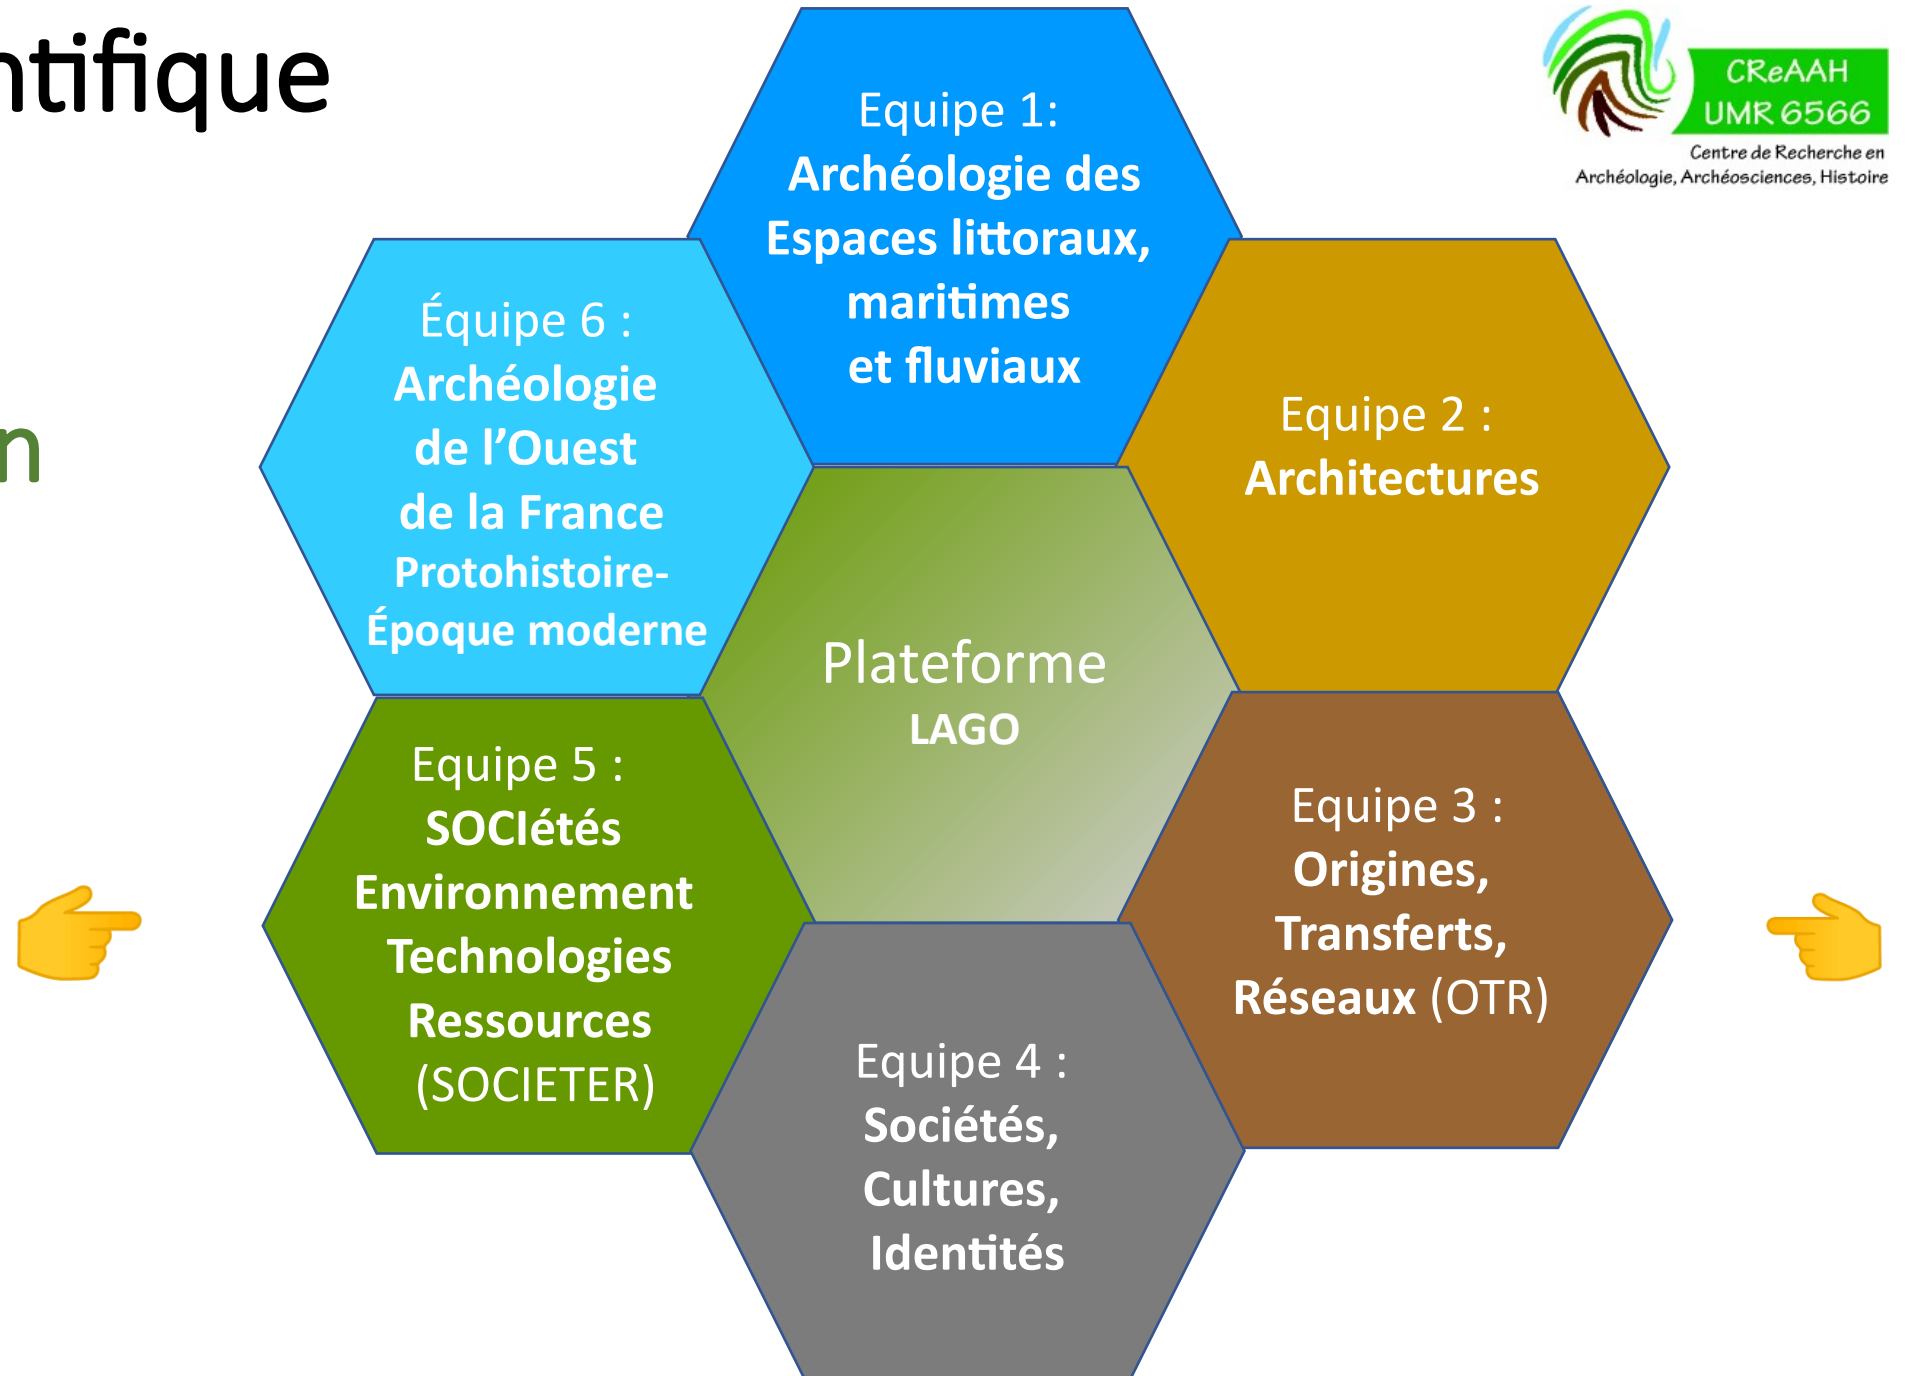 ntifique
CReAAH
UMR 6566
Centre de Recherche en
Archéologie, Archéosciences, Histoire
Equipe 1:
Archéologie des
Espaces littoraux,
maritimes
et fluviaux
Équipe 6 :
Archéologie
de l’Ouest
de la France
Protohistoire-
Époque moderne
n
Equipe 2 :
Architectures
Plateforme
LAGO
Equipe 5 :
SOCIétés
Environnement
Technologies
Ressources
(SOCIETER)
Equipe 3 :
Origines,
Transferts,
Réseaux (OTR)
Equipe 4 :
Sociétés,
Cultures,
Identités